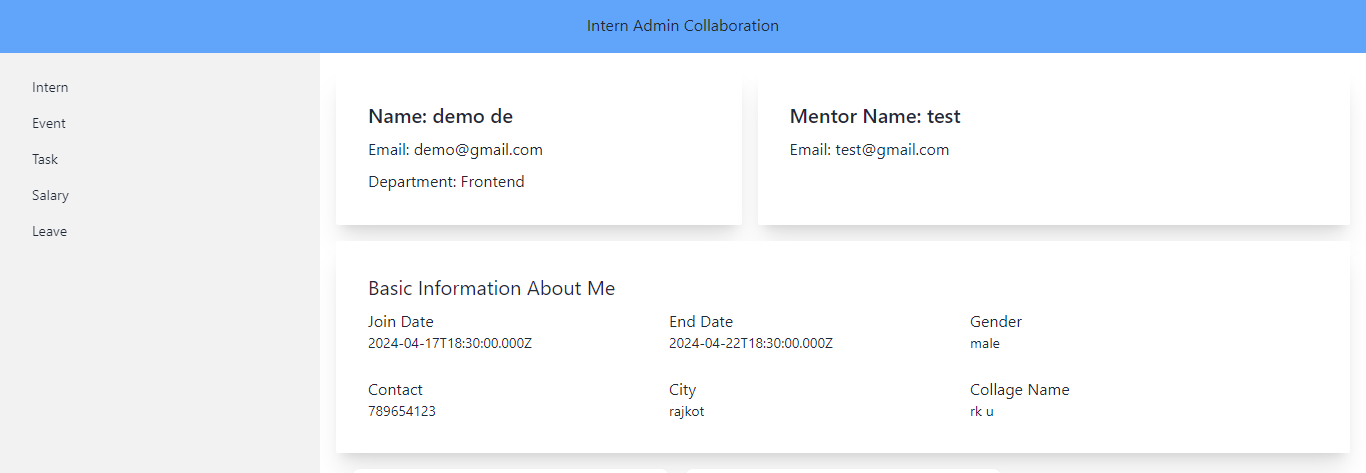 Intern Admin Collaboration
Intern
Event
Task
Salary
Leave
Name: demo de
Email: demo@gmail.com
Department: Frontend
Mentor Name: test
Email: test@gmail.com
Basic Information About Me
Join Date
2024-04-17T18:30:00.000Z
End Date
2024-04-22T18:30:00.000Z
Gender
male
Contact
789654123
City
rajkot
Collage Name
rk u